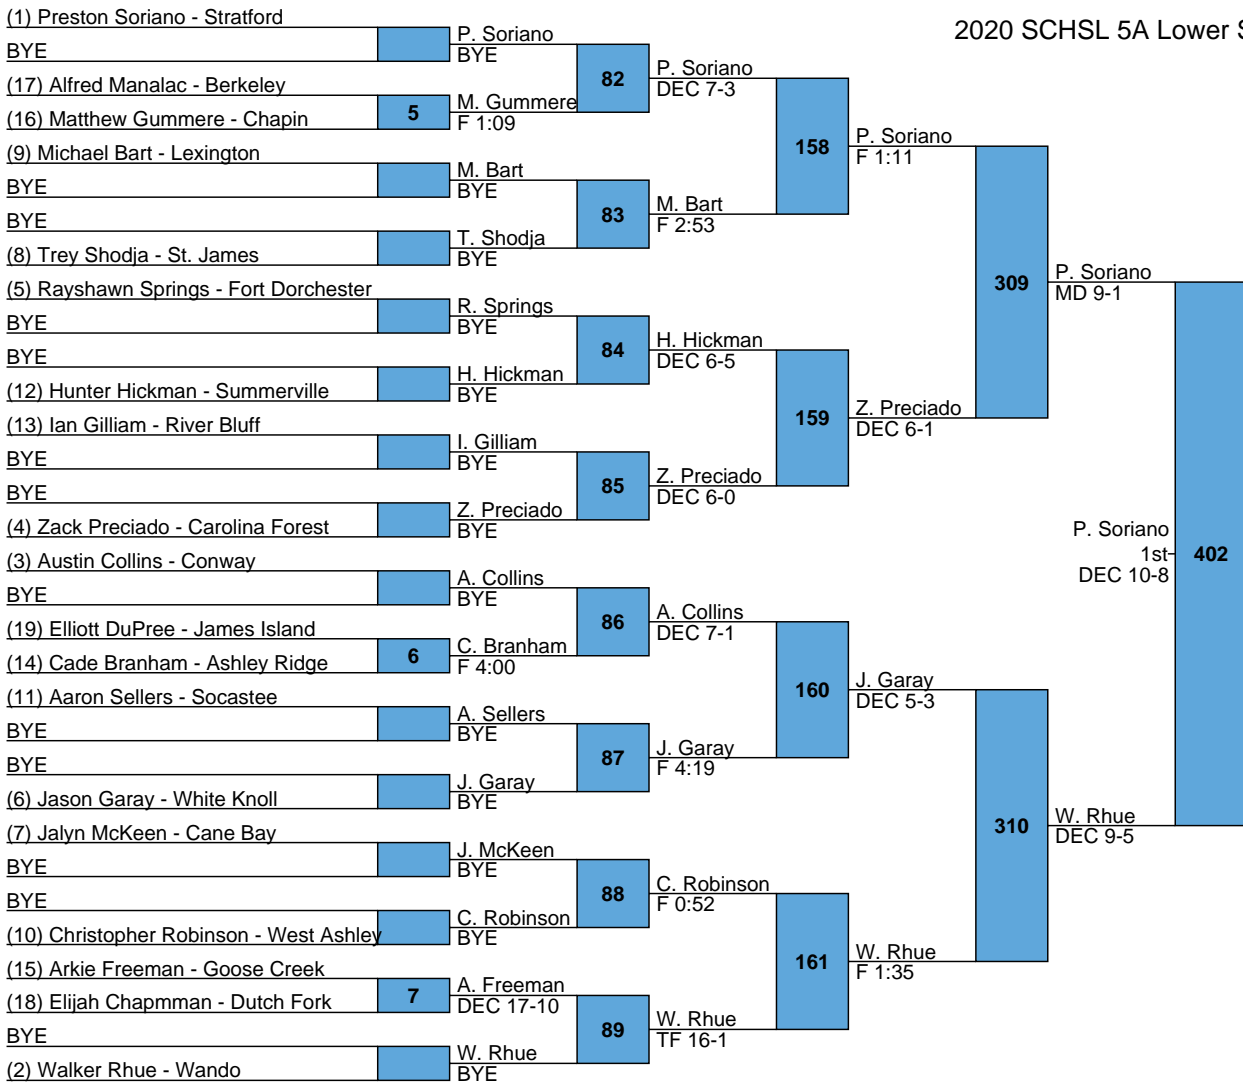 2020 SCHSL 5A Lower S
(1) Preston Soriano - Stratford
BYE
(17) Alfred Manalac - Berkeley
(16) Matthew Gummere - Chapin
(9) Michael Bart - Lexington
BYE
BYE
(8) Trey Shodja - St. James
(5) Rayshawn Springs - Fort Dorchester
BYE
BYE
(12) Hunter Hickman - Summerville
(13) Ian Gilliam - River Bluff
BYE
BYE
(4) Zack Preciado - Carolina Forest
(3) Austin Collins - Conway
BYE
(19) Elliott DuPree - James Island
(14) Cade Branham - Ashley Ridge
(11) Aaron Sellers - Socastee
BYE
BYE
(6) Jason Garay - White Knoll
(7) Jalyn McKeen - Cane Bay
BYE
BYE
(10) Christopher Robinson - West Ashley
(15) Arkie Freeman - Goose Creek
(18) Elijah Chapmman - Dutch Fork
BYE
(2) Walker Rhue - Wando
5
6
7
P. Soriano
BYE
M. Gummere
F 1:09
M. Bart
BYE
T. Shodja
BYE
R. Springs
BYE
H. Hickman
BYE
I. Gilliam
BYE
Z. Preciado
BYE
A. Collins
BYE
C. Branham
F 4:00
A. Sellers
BYE
J. Garay
BYE
J. McKeen
BYE
C. Robinson
BYE
A. Freeman
DEC 17-10
W. Rhue
BYE
82
83
84
85
86
87
88
89
P. Soriano
DEC 7-3
M. Bart
F 2:53
H. Hickman
DEC 6-5
Z. Preciado
DEC 6-0
A. Collins
DEC 7-1
J. Garay
F 4:19
C. Robinson
F 0:52
W. Rhue
TF 16-1
158
159
160
161
P. Soriano
F 1:11
Z. Preciado
DEC 6-1
J. Garay
DEC 5-3
W. Rhue
F 1:35
309
310
P. Soriano
MD 9-1
W. Rhue
DEC 9-5
P. Soriano
1st
DEC 10-8
402